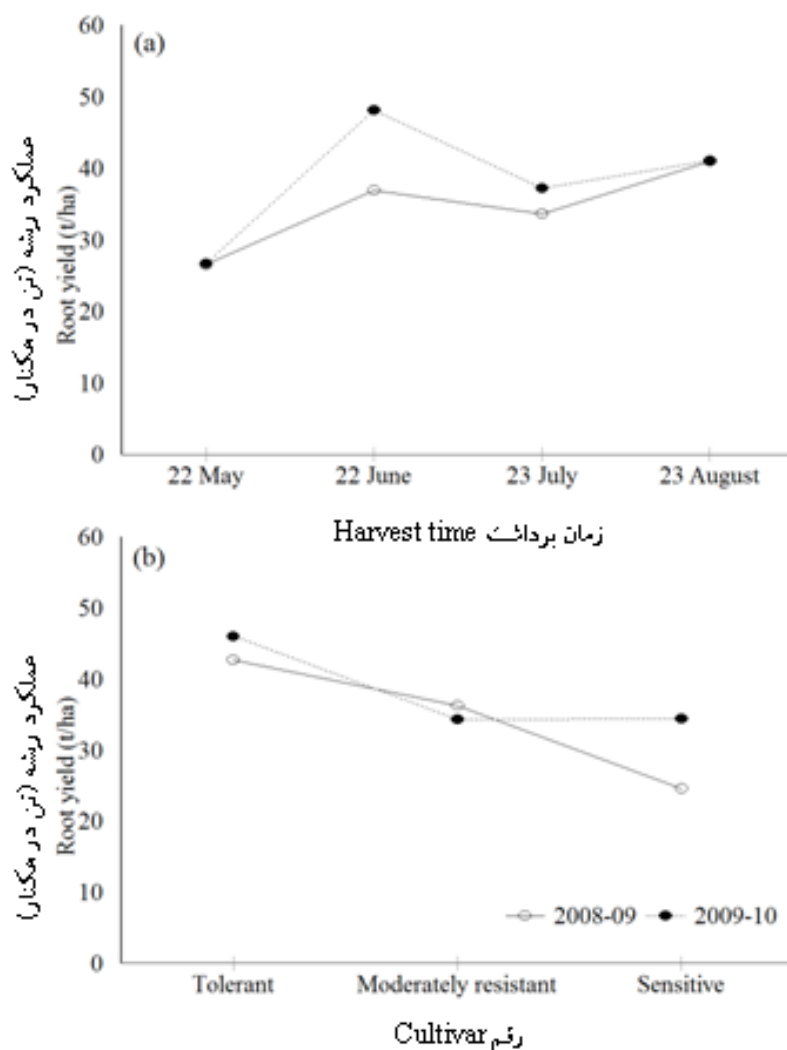 (a)
60
50
40
30
20
10
0
عملکرد ریشه (تن در هکتار)
Root yield (t/ha)
22 May 22 June 23 July 23 August
زمان برداشت Harvest time
(b)
60
50
40
30
20
10
0
عملکرد ریشه (تن در هکتار)
Root yield (t/ha)
2008-09 2009-10
Tolerant Moderately resistant Sensitive
رقم Cultivar